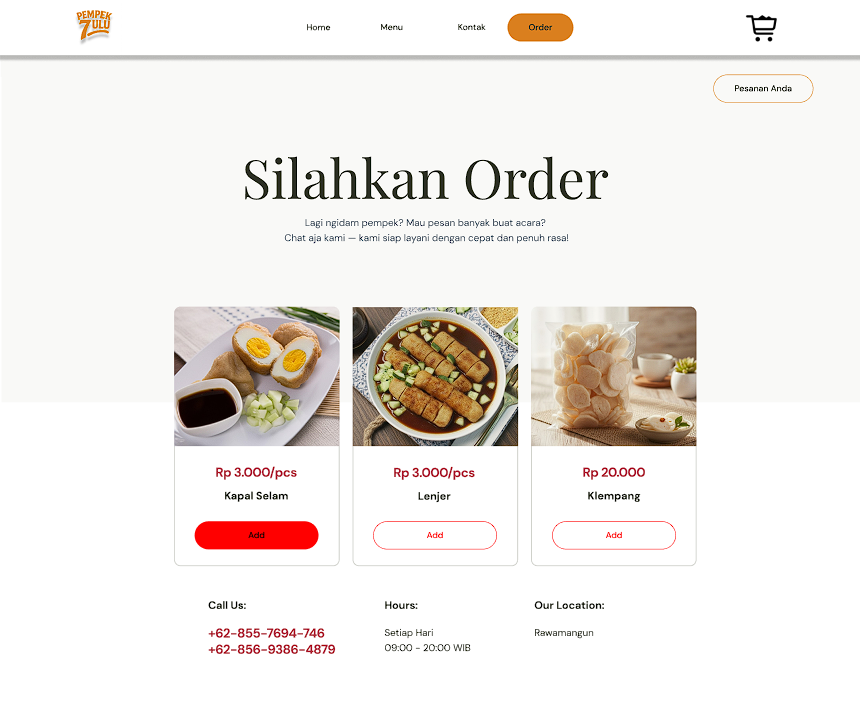 PEMPEK
7 ULU
Home
Menu
Kontak
Order
Pesanan Anda
Silahkan Order
Lagi ngidam pempek? Mau pesan banyak buat acara?
Chat aja kami — kami siap layani dengan cepat dan penuh rasa!
Rp 3.000/pcs
Kapal Selam
Add
Rp 3.000/pcs
Lenjer
Add
Rp 20.000
Klempang
Add
Call Us:
+62-855-7694-746
+62-856-9386-4879
Hours:
Setiap Hari
09:00 - 20:00 WIB
Our Location:
Rawamangun